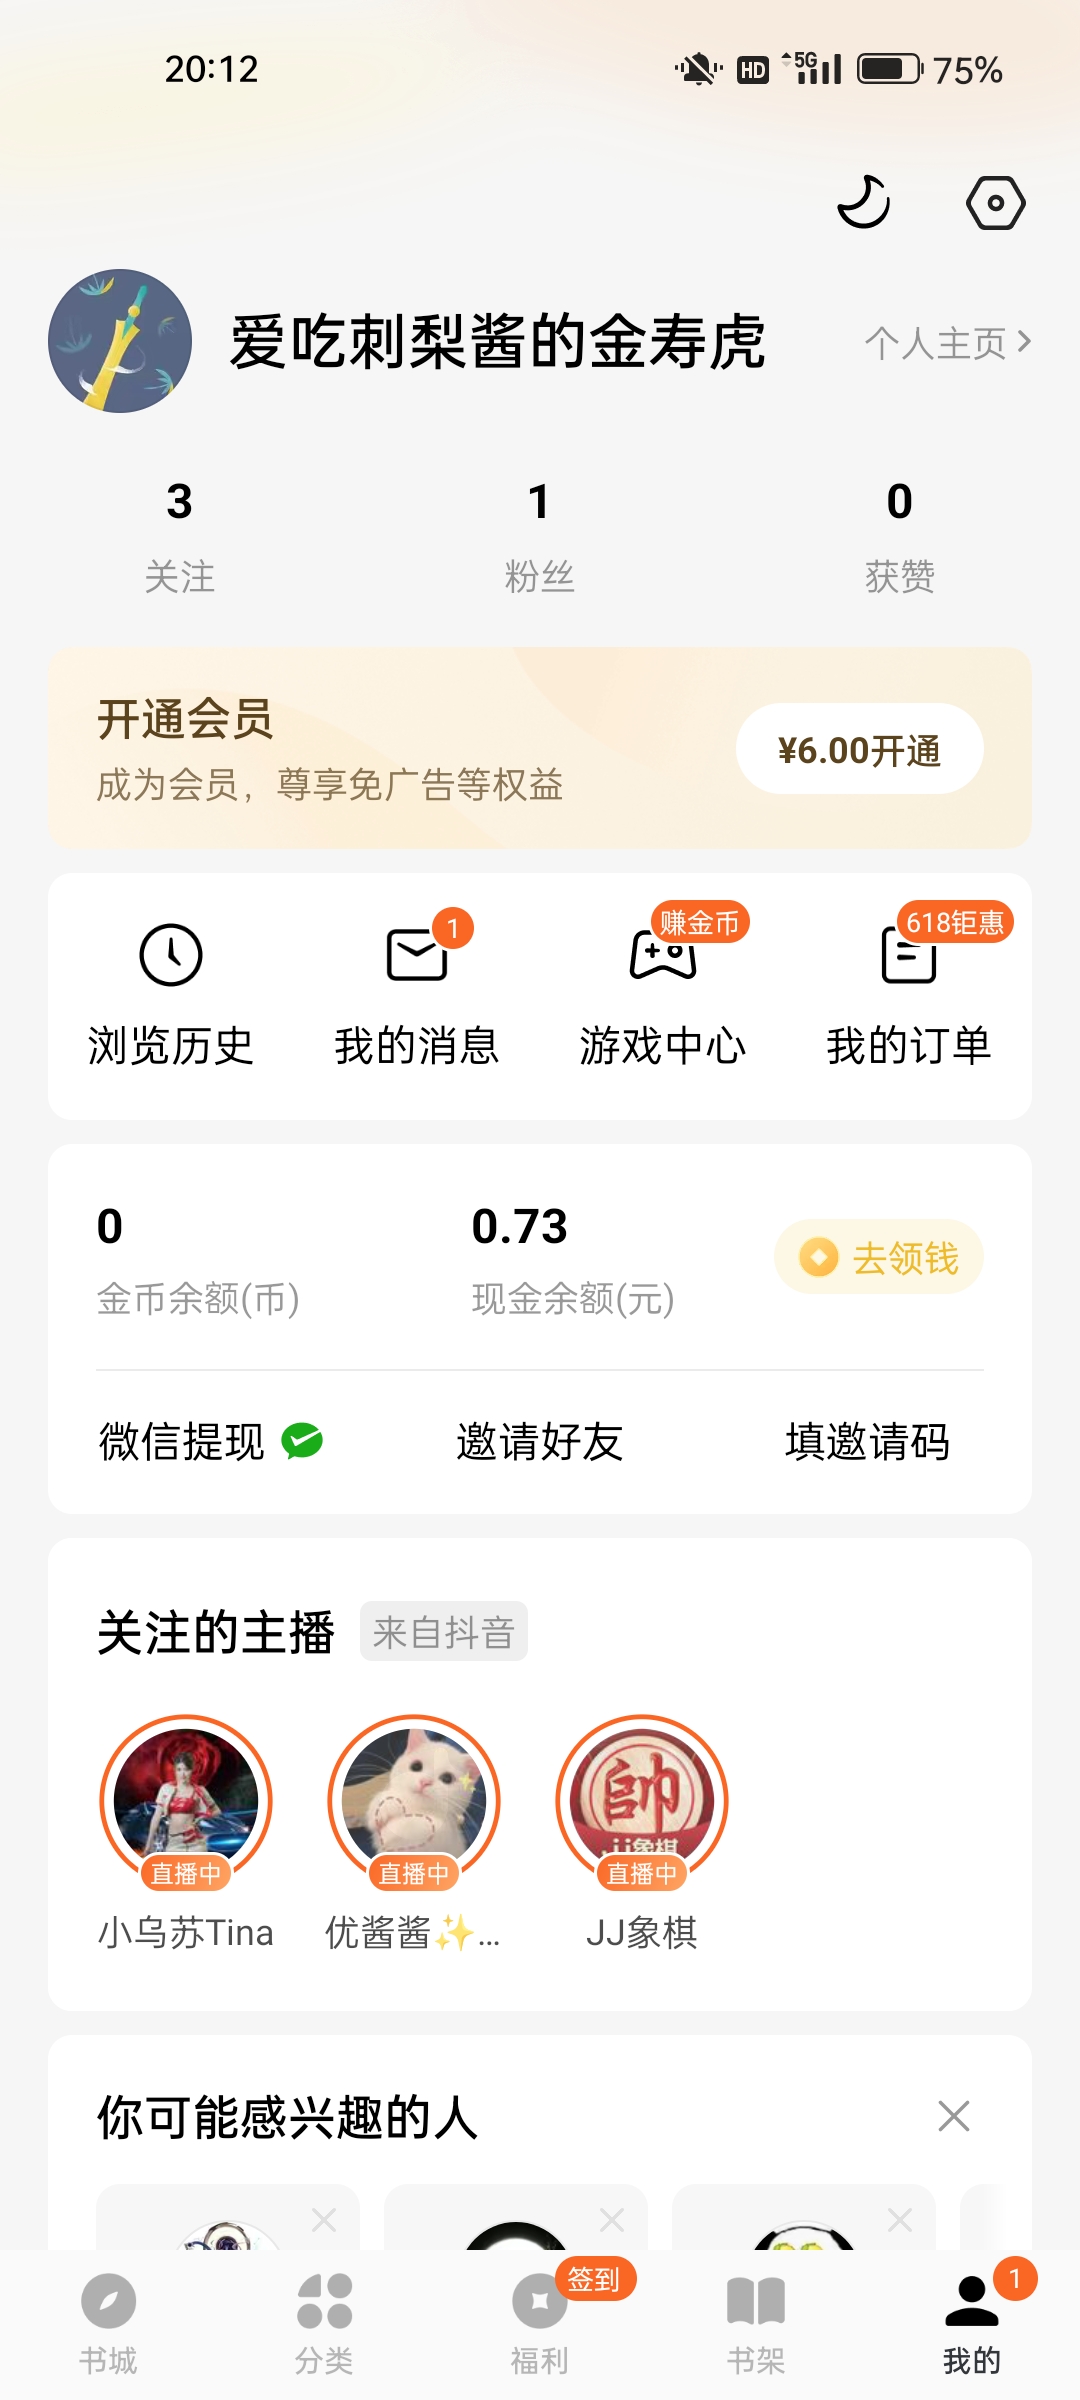 20:12
HD
5G
75%
爱吃刺梨酱的金寿虎
个人主页
3
1
0
关注
粉丝
获赞
开通会员
成为会员，尊享免广告等权益
¥6.00开通
1
赚金币
618钜惠
浏览历史
我的消息
游戏中心
我的订单
0
0.73
去领钱
金币余额(币)
现金余额(元)
微信提现
邀请好友
填邀请码
关注的主播
来自抖音
帥
JJ象棋
直播中
直播中
直播中
小乌苏Tina
优酱酱✨...
JJ象棋
你可能感兴趣的人
签到
1
书城
分类
福利
书架
我的